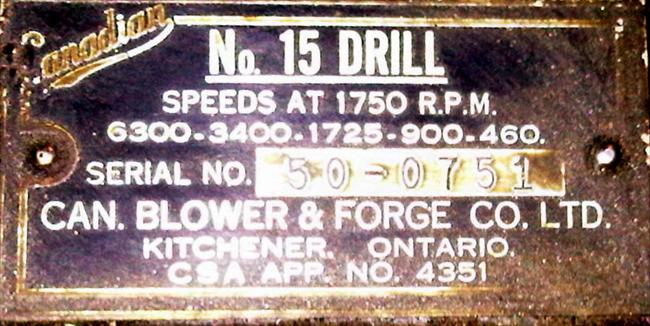 Canadian
No. 15 DRILL
SPEEDS AT 1750 R.P.M.
6300-3400-1725-900-460.
SERIAL NO. 50-0751
CAN. BLOWER & FORGE CO. LTD.
KITCHENER. ONTARIO.
CSA APP. NO. 4351